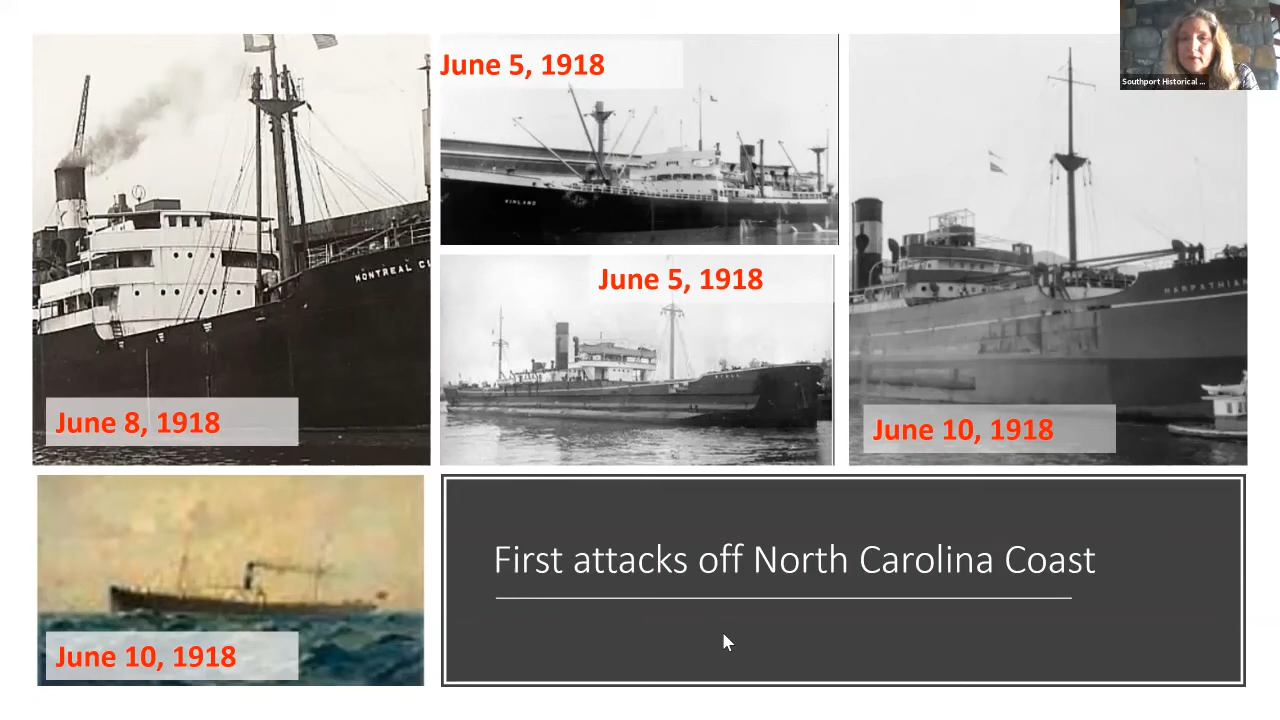 June 5, 1918
Southport Historical ...
VINLAND
June 5, 1918
MONTREAL CI
HARPATHIAN
June 8, 1918
June 10, 1918
First attacks off North Carolina Coast
June 10, 1918